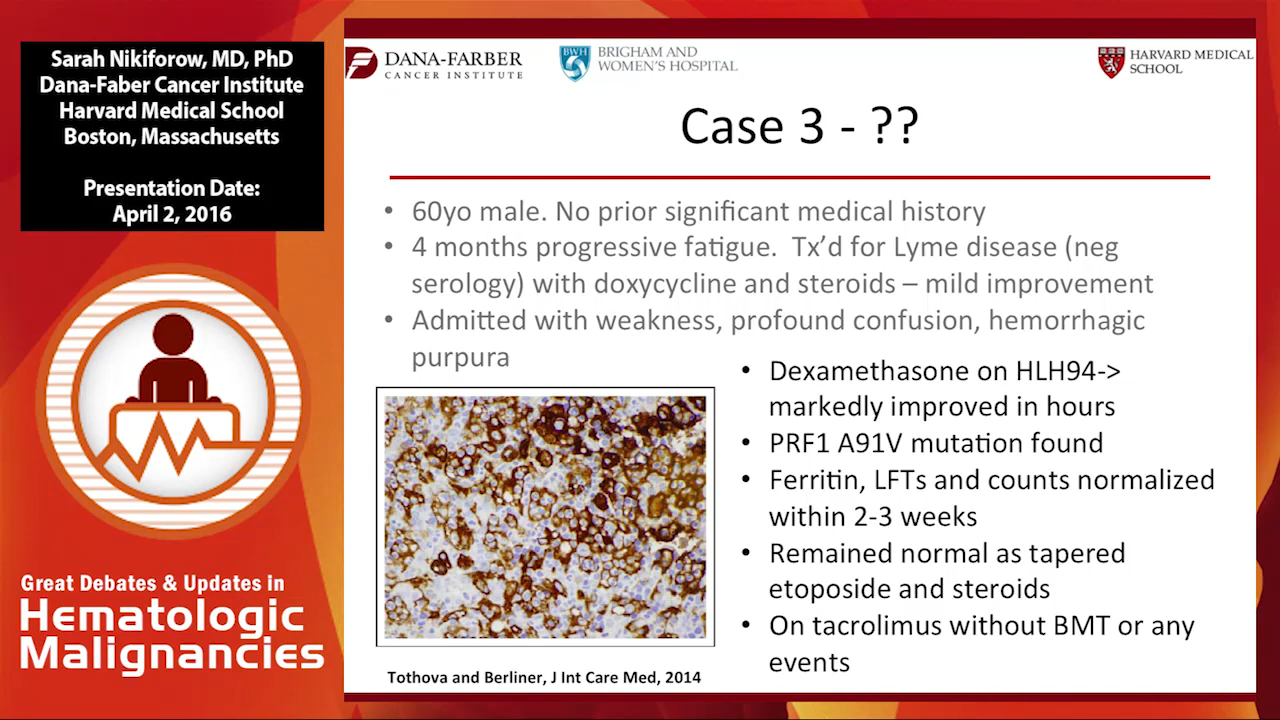 Sarah Nikiforow, MD, PhD
Dana-Faber Cancer Institute
Harvard Medical School
Boston, Massachusetts
Presentation Date:
April 2, 2016
Great Debates & Updates in
Hematologic
Malignancies
DANA-FARBER
CANCER INSTITUTE
BWH
BRIGHAM AND
WOMEN'S HOSPITAL
HARVARD MEDICAL
SCHOOL
Case 3 - ??
• 60yo male. No prior significant medical history
• 4 months progressive fatigue.  Tx'd for Lyme disease (neg
serology) with doxycycline and steroids – mild improvement
• Admitted with weakness, profound confusion, hemorrhagic
purpura
• Dexamethasone on HLH94->
markedly improved in hours
• PRF1 A91V mutation found
• Ferritin, LFTs and counts normalized
within 2-3 weeks
• Remained normal as tapered
etoposide and steroids
• On tacrolimus without BMT or any
events
Tothova and Berliner, J Int Care Med, 2014